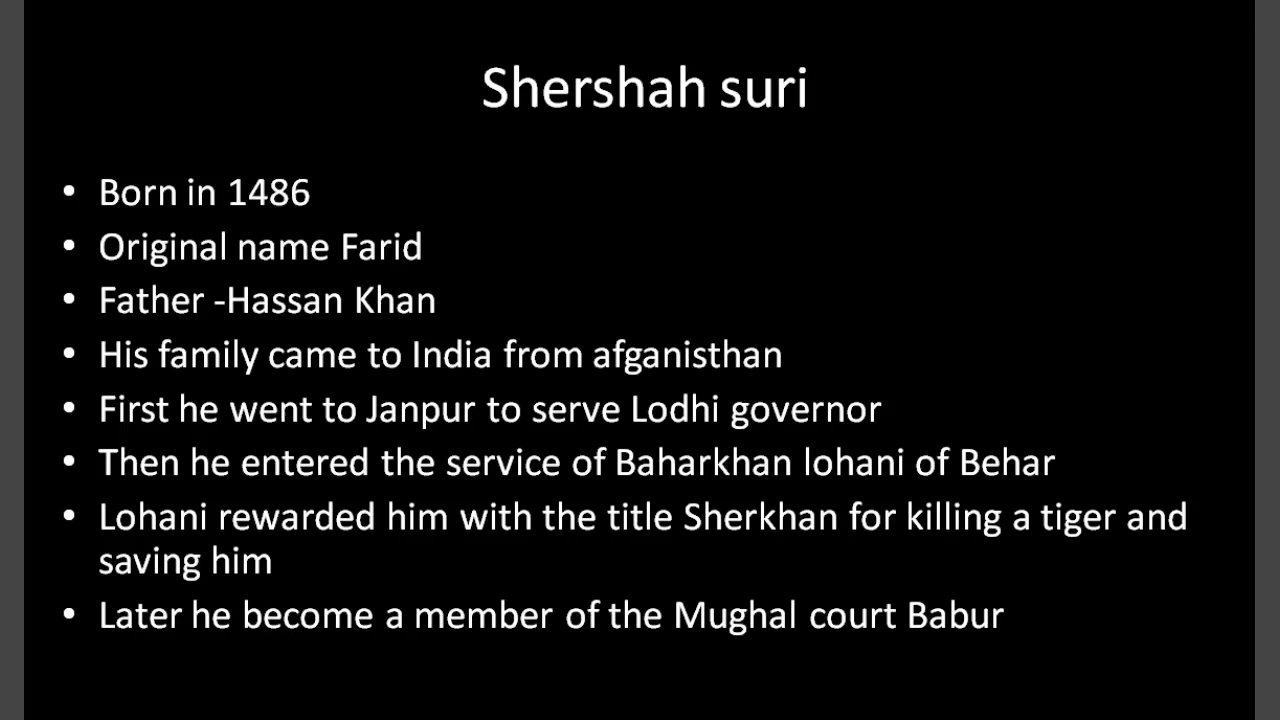 Shershah suri
• Born in 1486
• Original name Farid
• Father -Hassan Khan
• His family came to India from afganisthan
• First he went to Janpur to serve Lodhi governor
• Then he entered the service of Baharkhan lohani of Behar
• Lohani rewarded him with the title Sherkhan for killing a tiger and
saving him
• Later he become a member of the Mughal court Babur